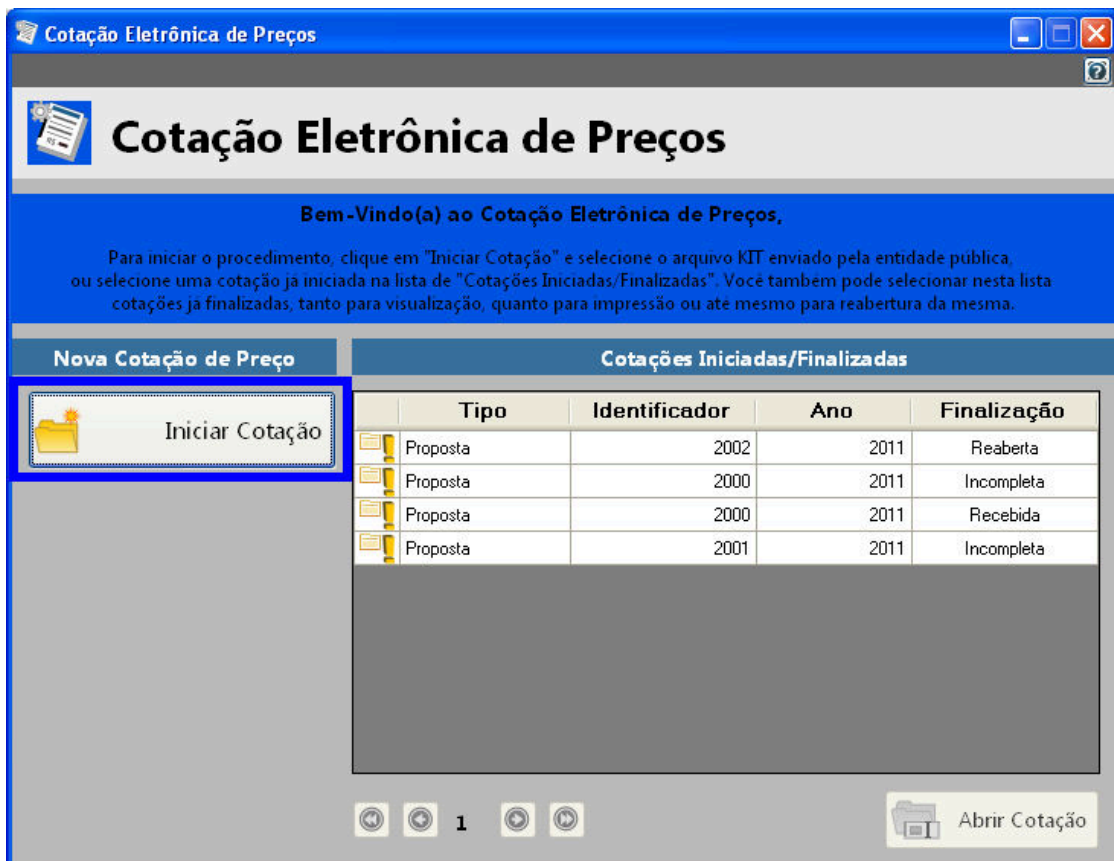 Cotação Eletrônica de Preços
Cotação Eletrônica de Preços
Bem-Vindo(a) ao Cotação Eletrônica de Preços,
Para iniciar o procedimento, clique em "Iniciar Cotação" e selecione o arquivo KIT enviado pela entidade pública,
ou selecione uma cotação já iniciada na lista de "Cotações Iniciadas/Finalizadas". Você também pode selecionar nesta lista
cotações já finalizadas, tanto para visualização, quanto para impressão ou até mesmo para reabertura da mesma.
Nova Cotação de Preço
Cotações Iniciadas/Finalizadas
Iniciar Cotação
Tipo Identificador Ano Finalização
Proposta 2002 2011 Reaberta
Proposta 2000 2011 Incompleta
Proposta 2000 2011 Recebida
Proposta 2001 2011 Incompleta
1
Abrir Cotação